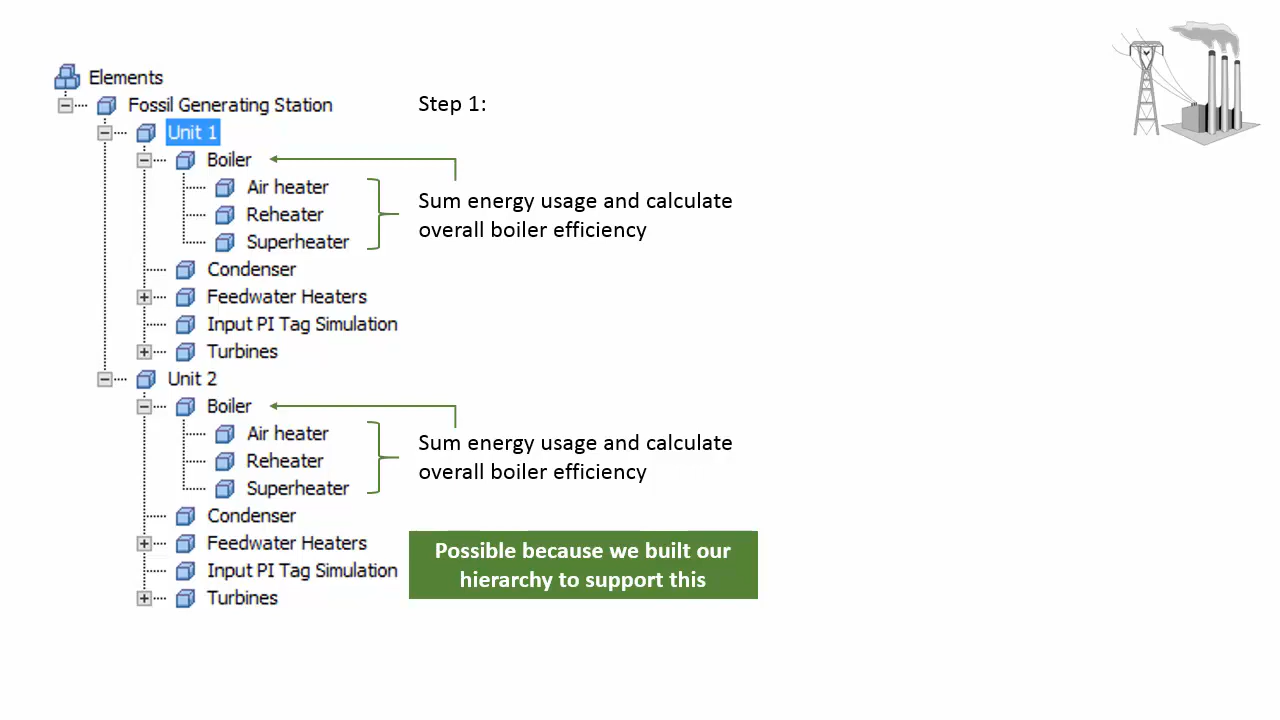 Elements
Fossil Generating Station
Step 1:
Unit 1
Boiler
Air heater
Sum energy usage and calculate
overall boiler efficiency
Reheater
Superheater
Condenser
Feedwater Heaters
Input PI Tag Simulation
Turbines
Unit 2
Boiler
Air heater
Sum energy usage and calculate
overall boiler efficiency
Reheater
Superheater
Condenser
Feedwater Heaters
Input PI Tag Simulation
Turbines
Possible because we built our
hierarchy to support this